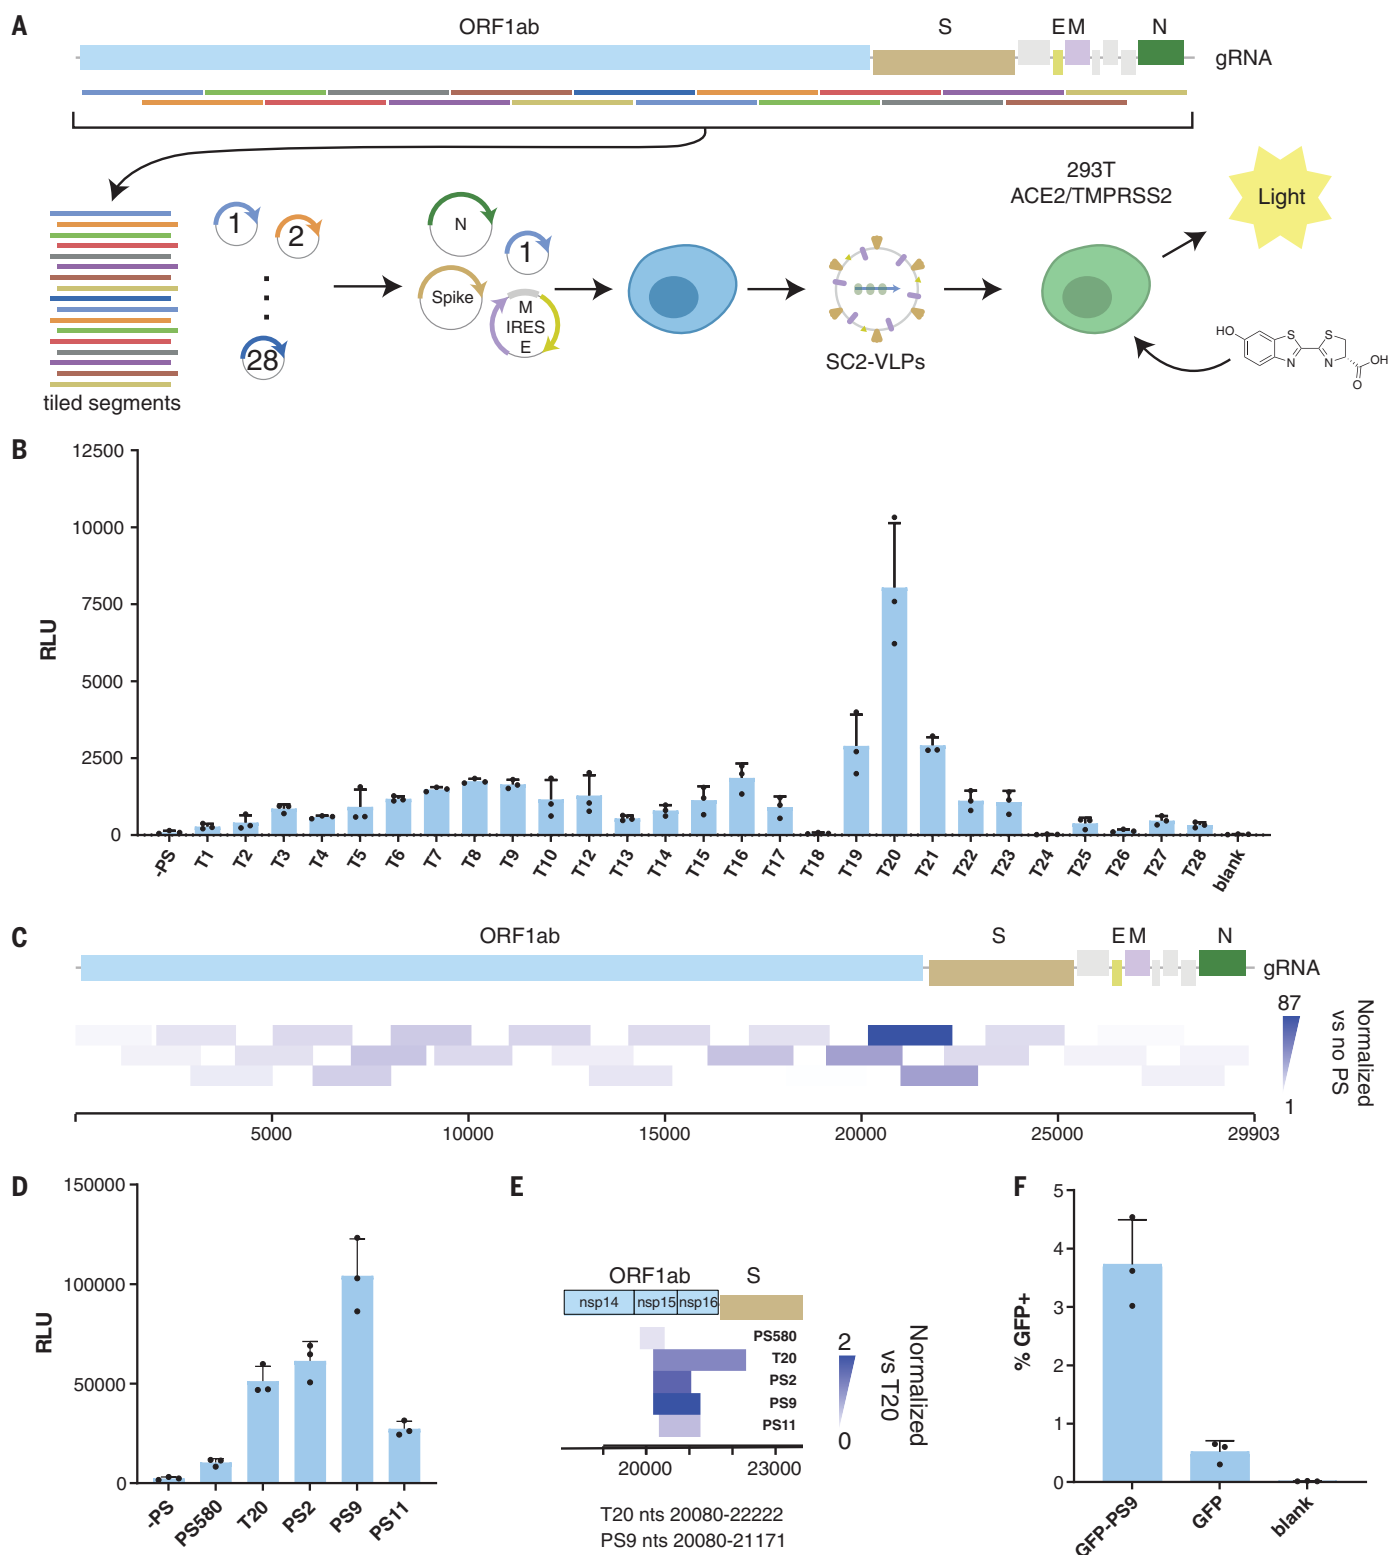 A
ORF1ab
S
E M
N
gRNA
1
2
28
N
1
Spike
M
IRES
E
293T
ACE2/TMPRSS2
Light
SC2-VLPs
tiled segments
HO
S
N
S
N
OH
O
B
RLU
12500
10000
7500
5000
2500
0
-PS
T1
T2
T3
T4
T5
T6
T7
T8
T9
T10
T12
T13
T14
T15
T16
T17
T18
T19
T20
T21
T22
T23
T24
T25
T26
T27
T28
blank
C
ORF1ab
S
E M
N
gRNA
87
1
Normalized
vs no PS
5000
10000
15000
20000
25000
29903
D
RLU
150000
100000
50000
0
-PS
PS580
T20
PS2
PS9
PS11
E
ORF1ab
S
nsp14
nsp15
nsp16
PS580
T20
PS2
PS9
PS11
2
0
Normalized
vs T20
20000
23000
T20 nts 20080-22222
PS9 nts 20080-21171
F
% GFP+
5
4
3
2
1
0
GFP-PS9
GFP
blank